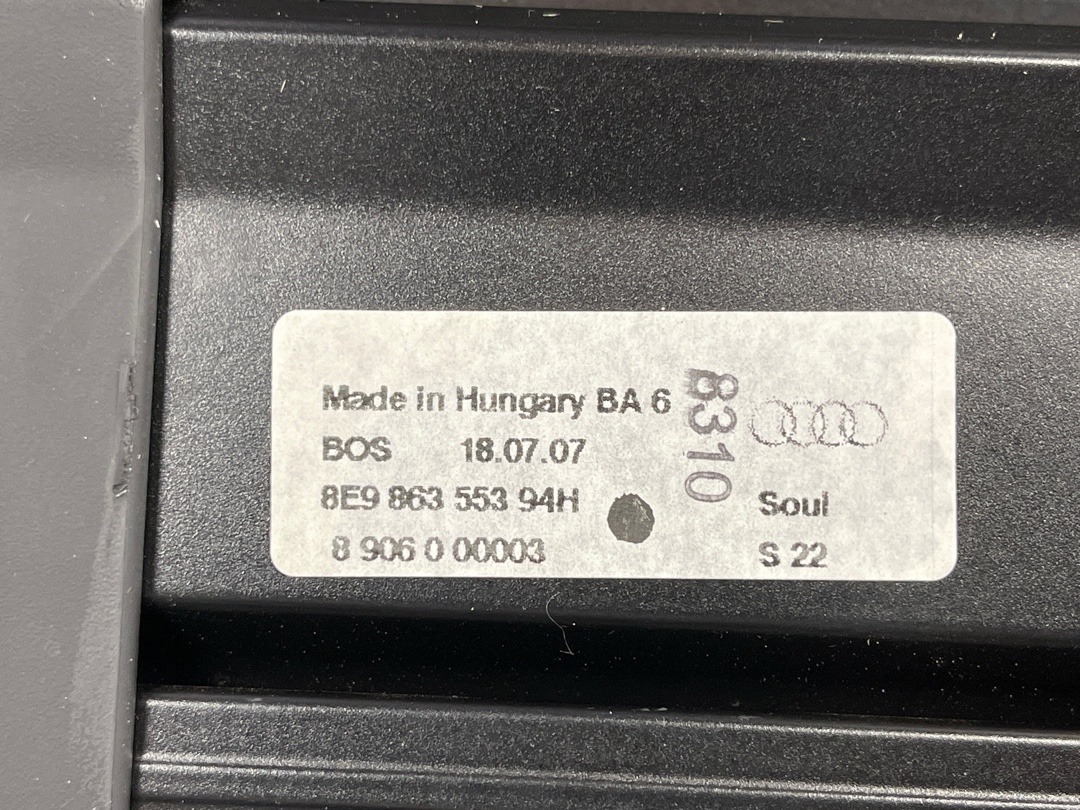 Made in Hungary BA 6
BOS 18.07.07
8E9 863 553 94H
8 906 0 00003
8310
Soul
S 22